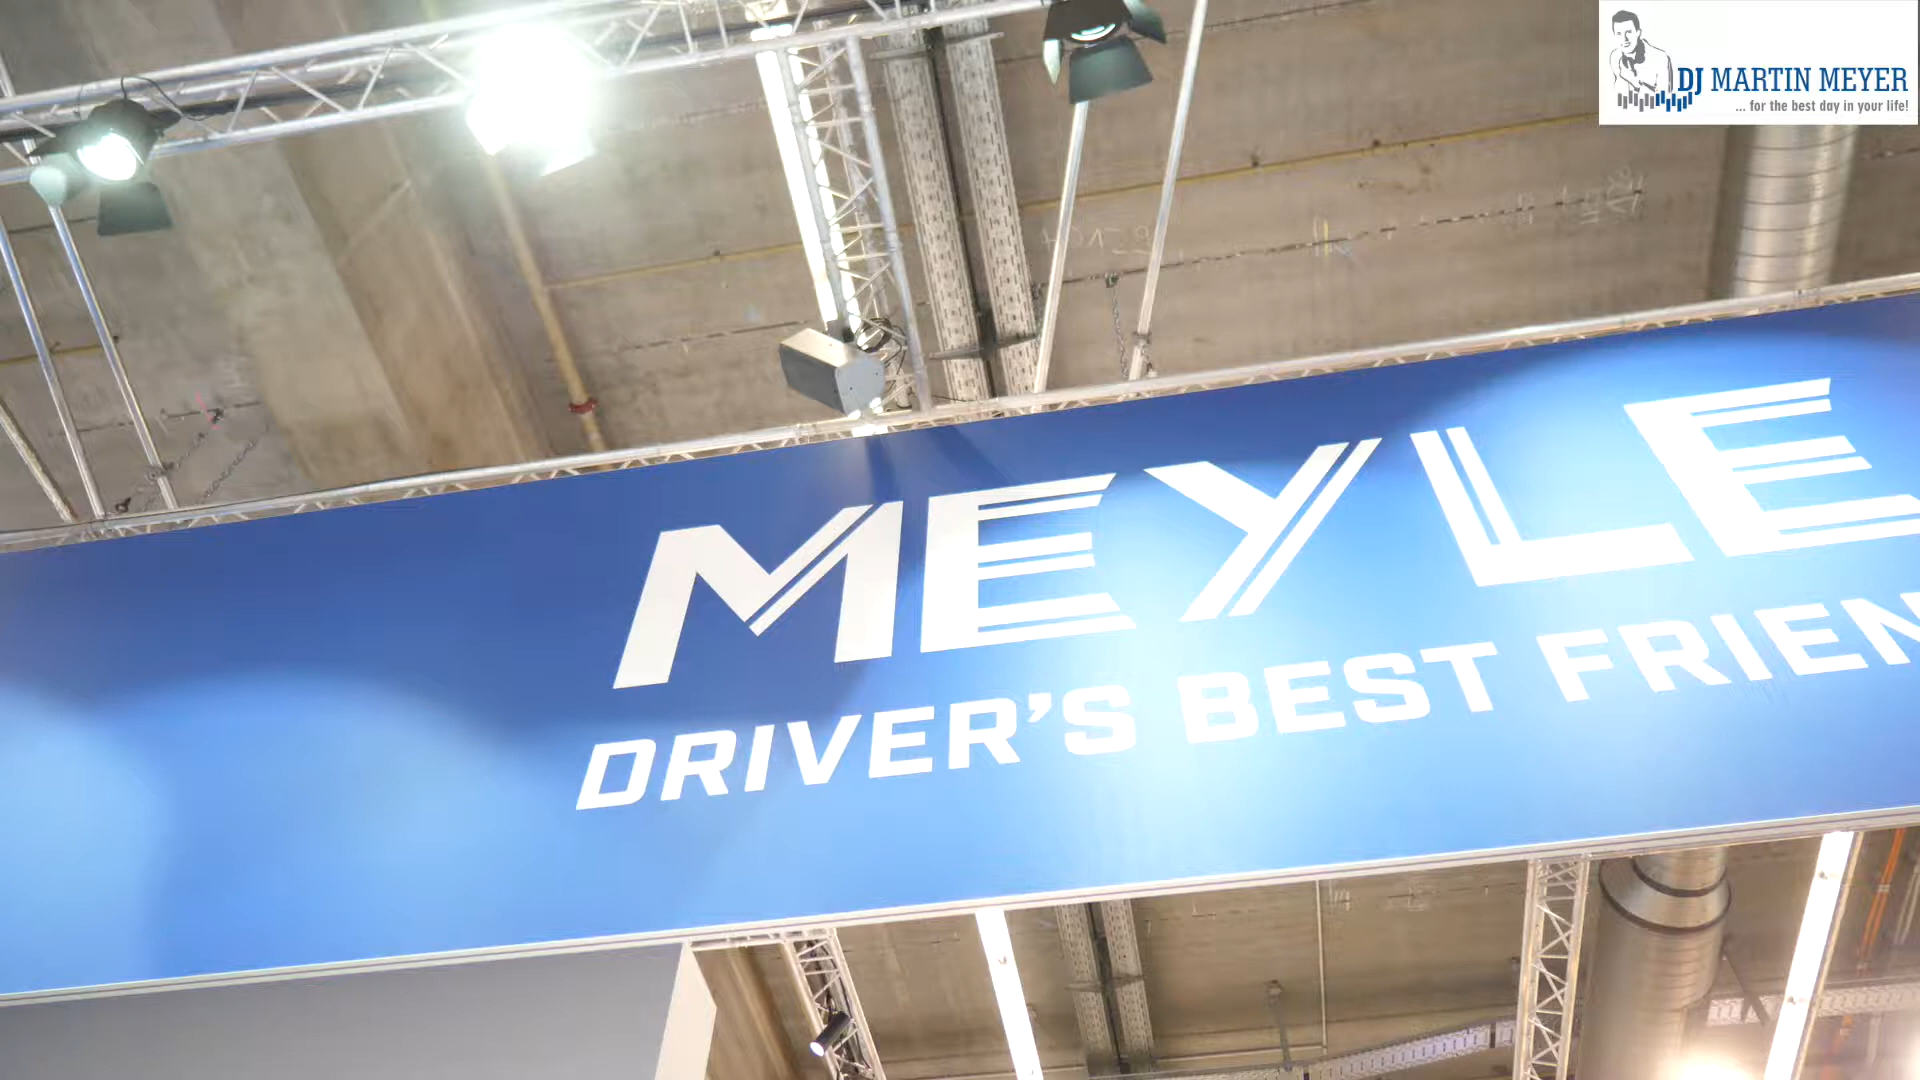 DJ MARTIN MEYER
... for the best day in your life!
MEYLE
DRIVER'S BEST FRIEN